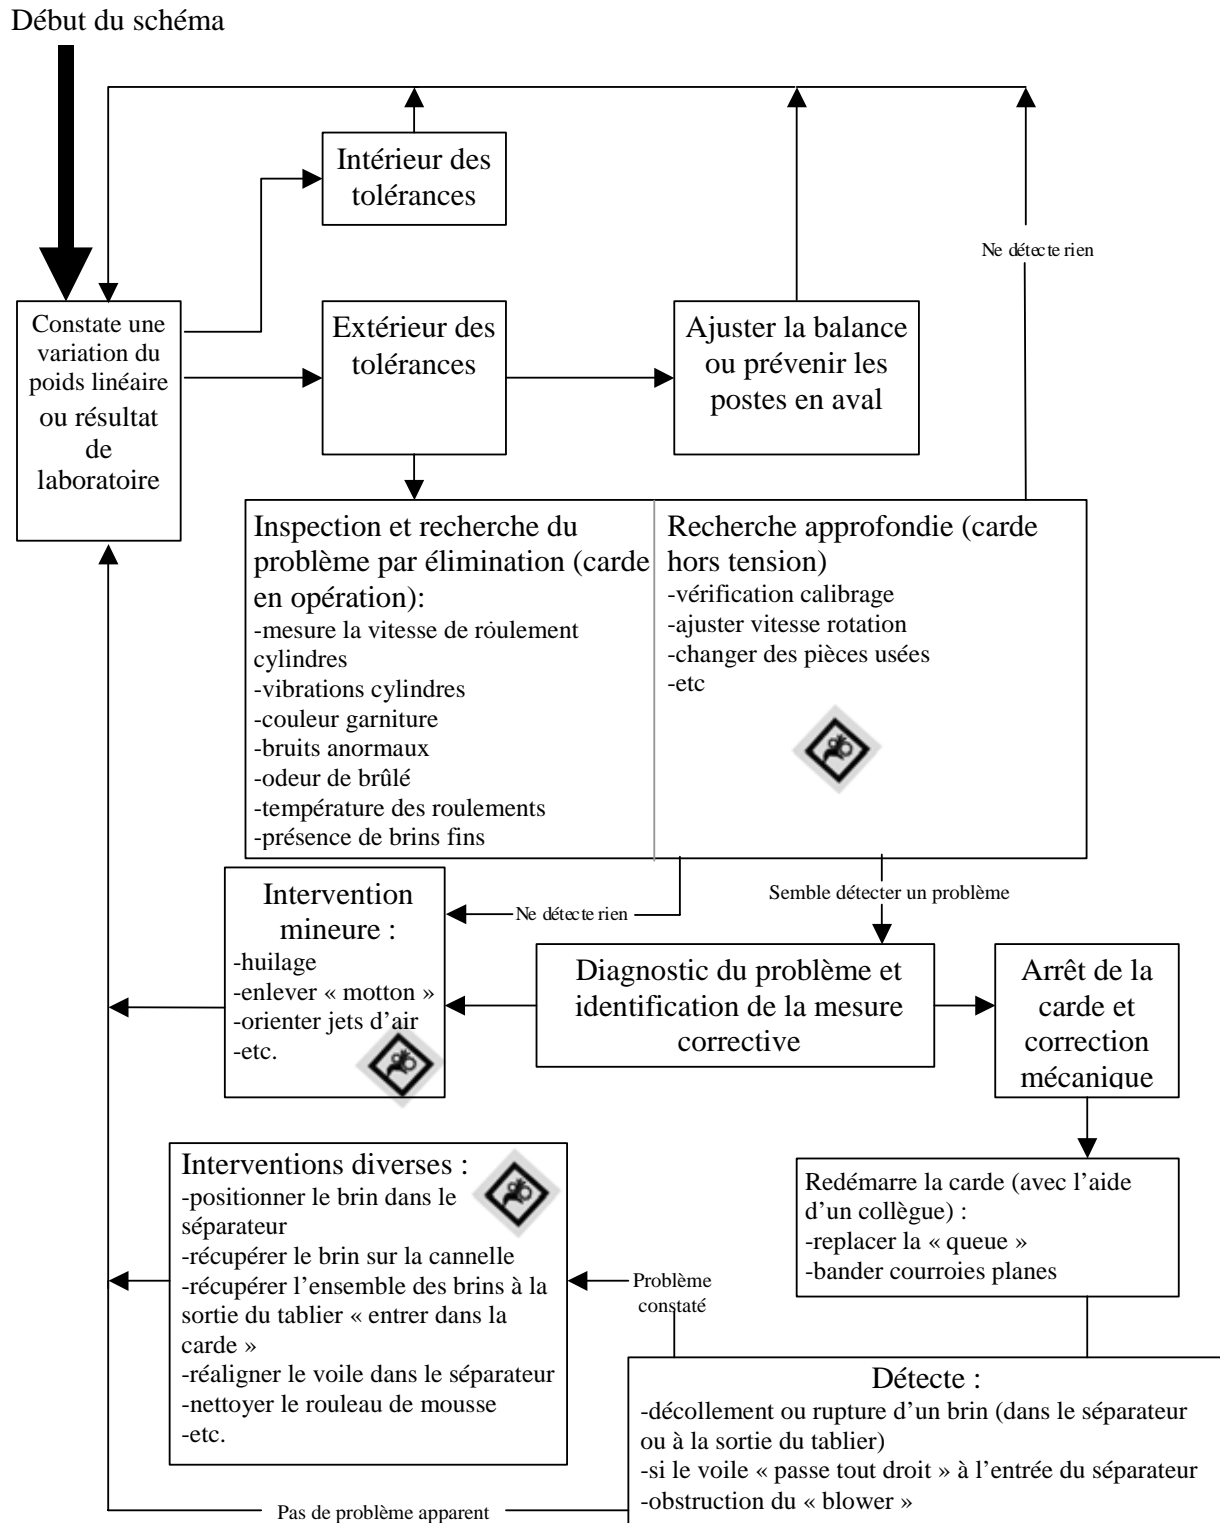 Début du schéma
Intérieur des
tolérances
Ne détecte rien
Constate une
variation du
poids linéaire
ou résultat
de
laboratoire
Extérieur des
tolérances
Ajuster la balance
ou prévenir les
postes en aval
Inspection et recherche du
problème par élimination (carde
en opération):
-mesure la vitesse de roulement
cylindres
-vibrations cylindres
-couleur garniture
-bruits anormaux
-odeur de brûlé
-température des roulements
-présence de brins fins
Recherche approfondie (carde
hors tension)
-vérification calibrage
-ajuster vitesse rotation
-changer des pièces usées
-etc
Semble détecter un problème
Ne détecte rien
Intervention
mineure :
-huilage
-enlever « motton »
-orienter jets d’air
-etc.
Diagnostic du problème et
identification de la mesure
corrective
Arrêt de la
carde et
correction
mécanique
Interventions diverses :
-positionner le brin dans le
séparateur
-récupérer le brin sur la cannelle
-récupérer l’ensemble des brins à la
sortie du tablier « entrer dans la
carde »
-réaligner le voile dans le séparateur
-nettoyer le rouleau de mousse
-etc.
Redémarre la carde (avec l’aide
d’un collègue) :
-replacer la « queue »
-bander courroies planes
Problème
constaté
Détecte :
-décollement ou rupture d’un brin (dans le séparateur
ou à la sortie du tablier)
-si le voile « passe tout droit » à l’entrée du séparateur
-obstruction du « blower »
Pas de problème apparent